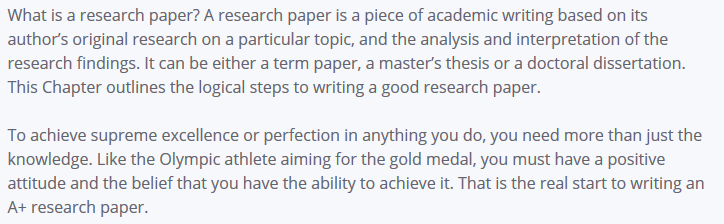 What is a research paper? A research paper is a piece of academic writing based on its
author’s original research on a particular topic, and the analysis and interpretation of the
research findings. It can be either a term paper, a master’s thesis or a doctoral dissertation.
This Chapter outlines the logical steps to writing a good research paper.
To achieve supreme excellence or perfection in anything you do, you need more than just the
knowledge. Like the Olympic athlete aiming for the gold medal, you must have a positive
attitude and the belief that you have the ability to achieve it. That is the real start to writing an
A+ research paper.